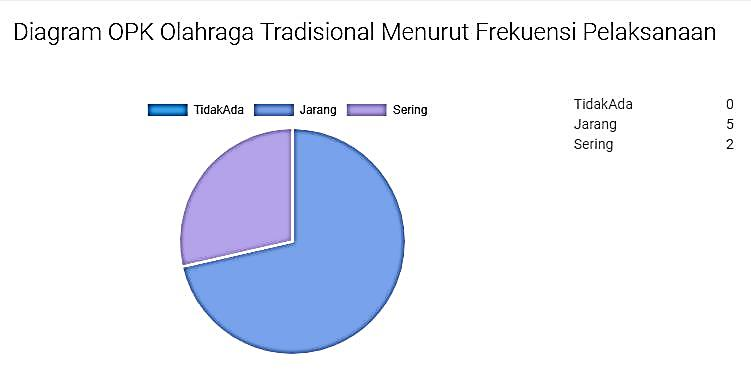 Diagram OPK Olahraga Tradisional Menurut Frekuensi Pelaksanaan
TidakAda Jarang Sering
TidakAda 0
Jarang 5
Sering 2